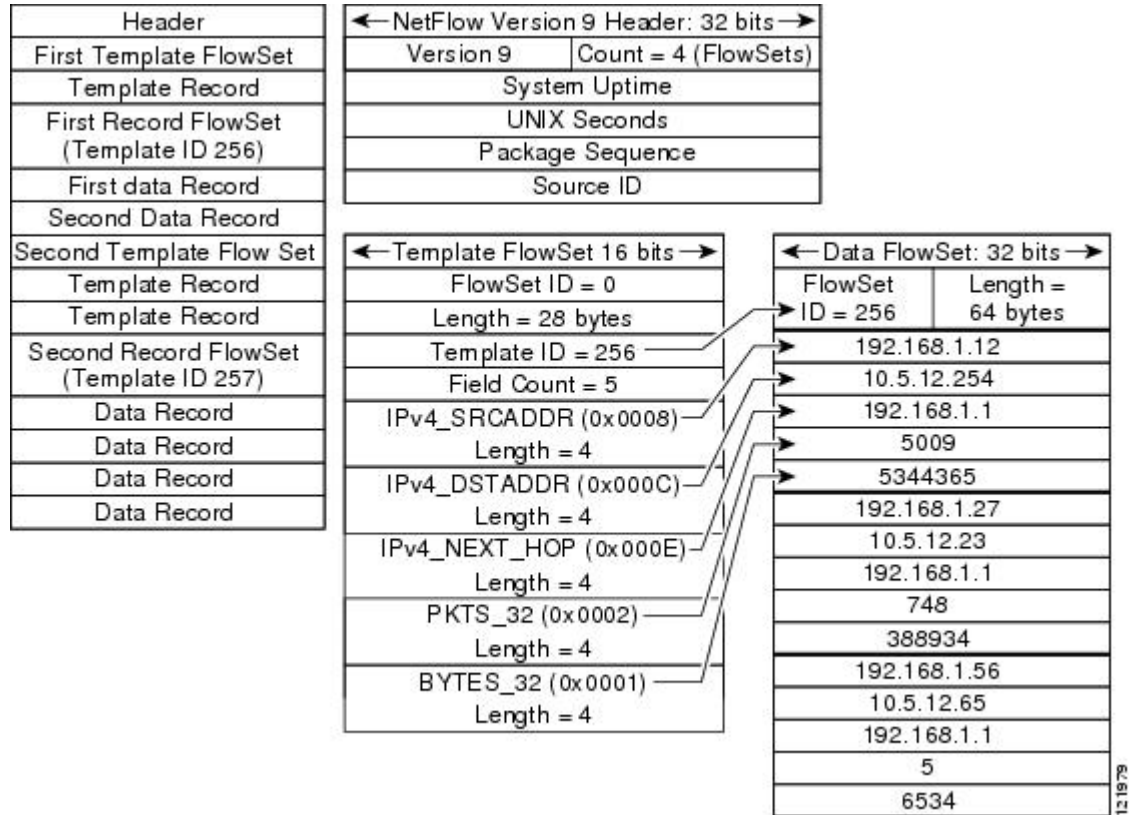 Header
First Template FlowSet
Template Record
First Record FlowSet
(Template ID 256)
First data Record
Second Data Record
Second Template Flow Set
Template Record
Template Record
Second Record FlowSet
(Template ID 257)
Data Record
Data Record
Data Record
Data Record
NetFlow Version 9 Header: 32 bits
Version 9
Count = 4 (FlowSets)
System Uptime
UNIX Seconds
Package Sequence
Source ID
Template FlowSet 16 bits
FlowSet ID = 0
Length = 28 bytes
Template ID = 256
Field Count = 5
IPv4_SRCADDR (0x0008)
Length = 4
IPv4_DSTADDR (0x000C)
Length = 4
IPv4_NEXT_HOP (0x000E)
Length = 4
PKTS_32 (0x0002)
Length = 4
BYTES_32 (0x0001)
Length = 4
Data FlowSet: 32 bits
FlowSet
ID = 256
Length =
64 bytes
192.168.1.12
10.5.12.254
192.168.1.1
5009
5344365
192.168.1.27
10.5.12.23
192.168.1.1
748
388934
192.168.1.56
10.5.12.65
192.168.1.1
5
6534
121979